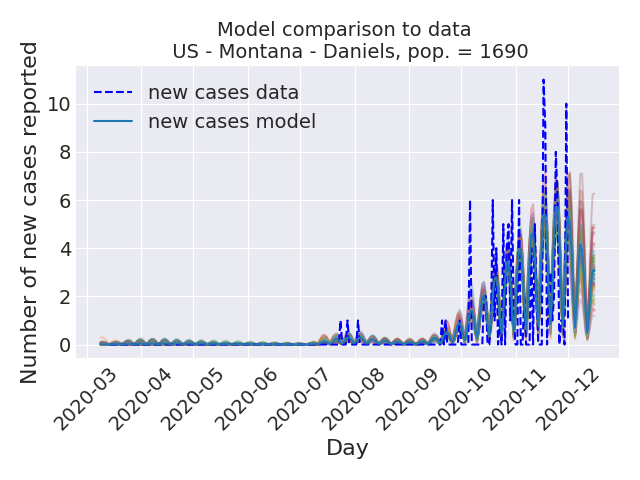 Model comparison to data
US - Montana - Daniels, pop. = 1690
Number of new cases reported
10
8
6
4
2
0
new cases data
new cases model
2020-03
2020-04
2020-05
2020-06
2020-07
2020-08
2020-09
2020-10
2020-11
2020-12
Day